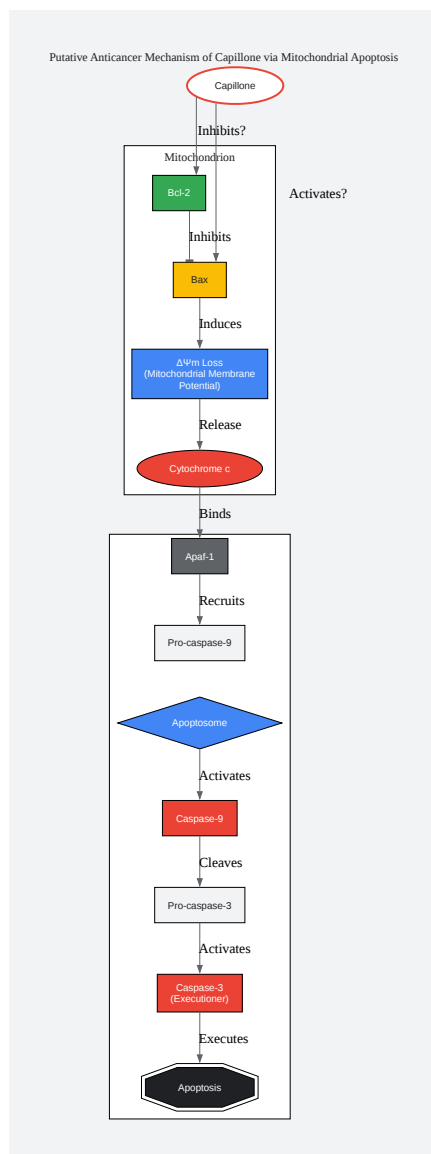 Putative Anticancer Mechanism of Capillone via Mitochondrial Apoptosis
Capillone
Inhibits?
Mitochondrion
Bcl-2
Activates?
Inhibits
Bax
Induces
ΔΨm Loss
(Mitochondrial Membrane
Potential)
Release
Cytochrome c
Binds
Apaf-1
Recruits
Pro-caspase-9
Apoptosome
Activates
Caspase-9
Cleaves
Pro-caspase-3
Activates
Caspase-3
(Executioner)
Executes
Apoptosis